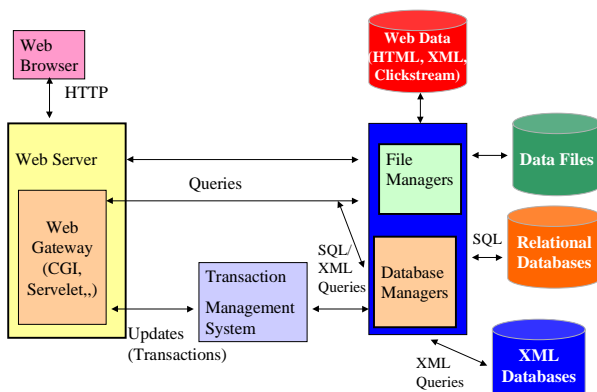 Web
Browser
HTTP
Web Data
(HTML, XML,
Clickstream)
Web Server
File
Managers
Data Files
Queries
Web
Gateway
(CGI,
Servelet,,)
SQL/
XML
Queries
SQL
Relational
Databases
Transaction
Management
System
Database
Managers
Updates
(Transactions)
XML
Queries
XML
Databases